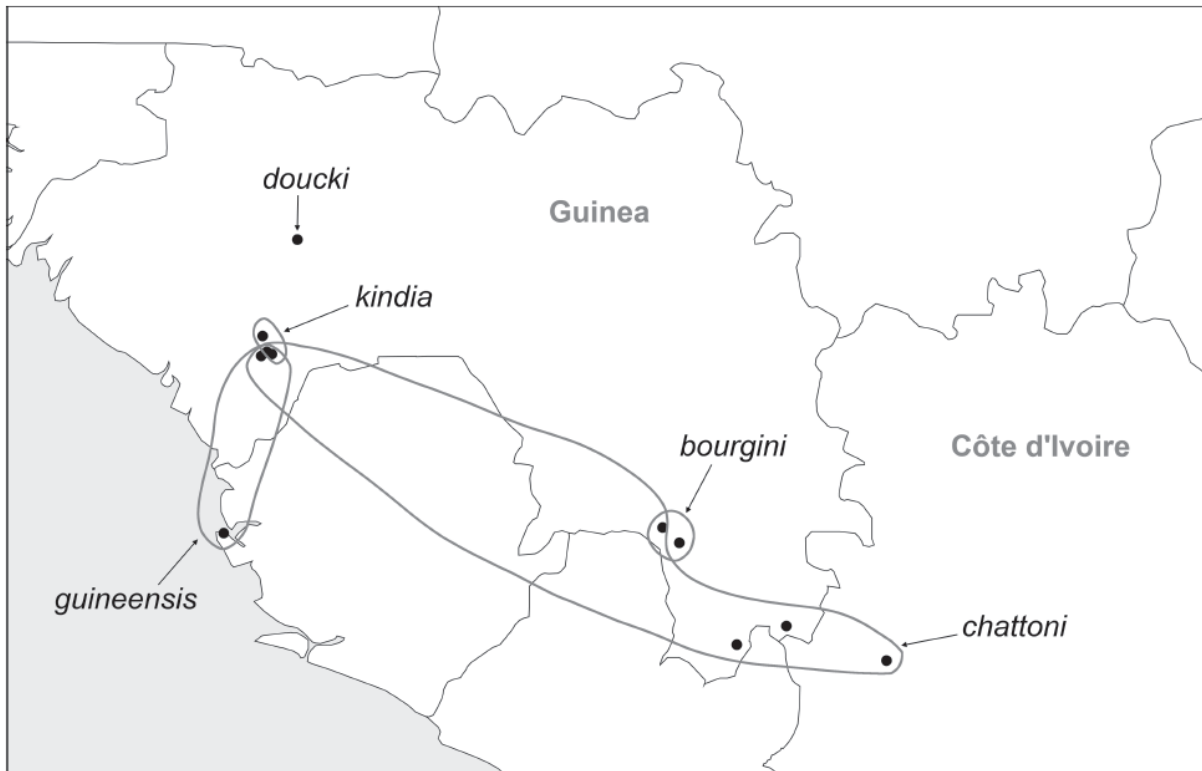 doucki
Guinea
kindia
bourgini
Côte d'Ivoire
guineensis
chattoni